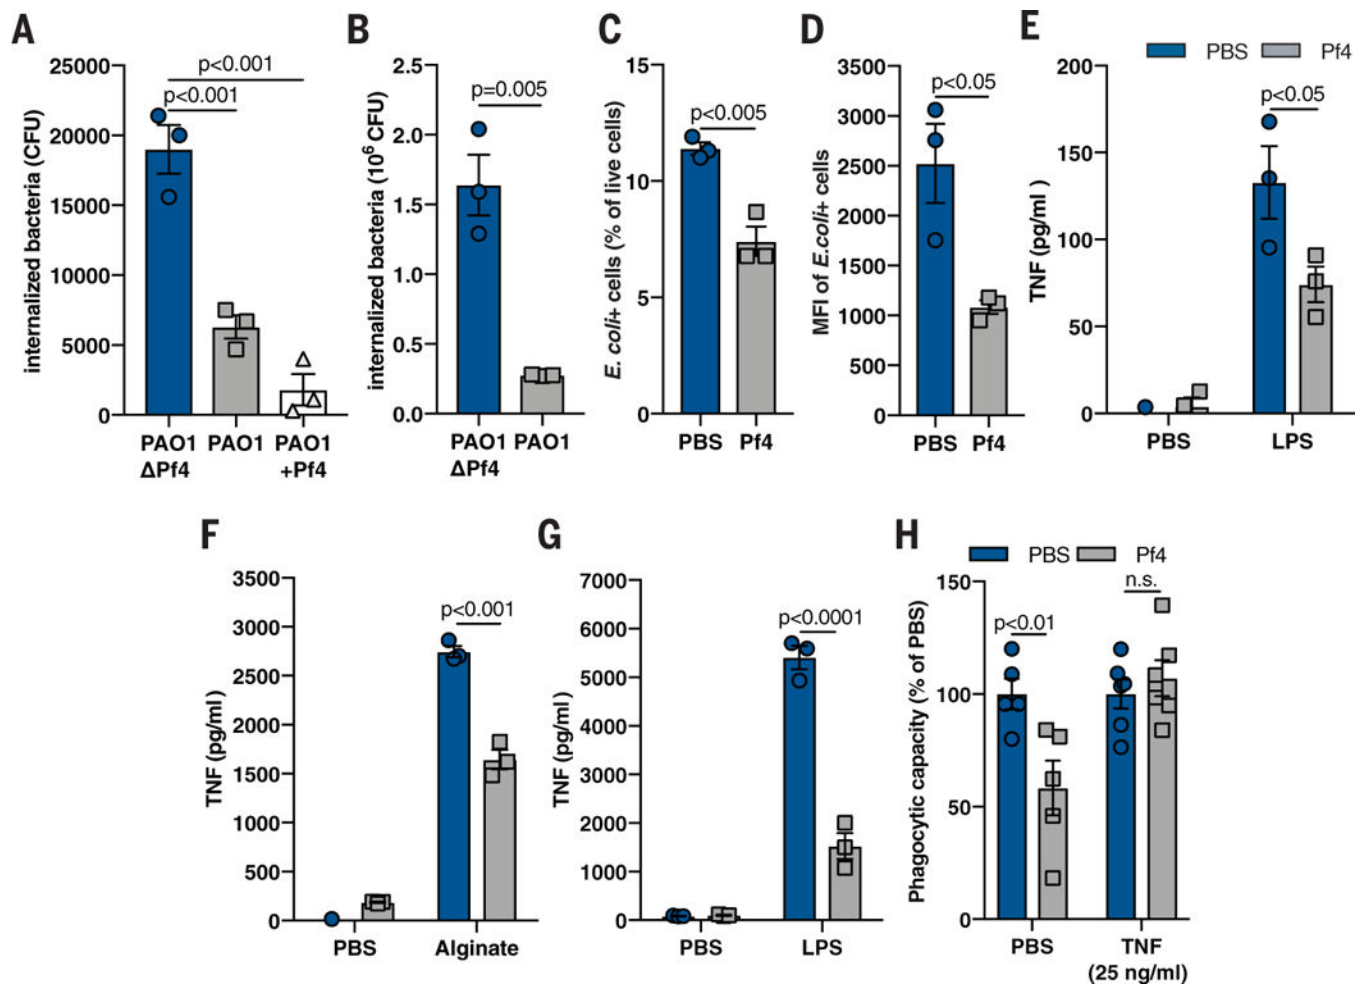 A
internalized bacteria (CFU)
25000
20000
15000
10000
5000
0
p<0.001
p<0.001
PAO1 PAO1 PAO1
ΔPf4 +Pf4
B
internalized bacteria (10⁶ CFU)
2.5
2.0
1.5
1.0
0.5
0.0
p=0.005
PAO1 PAO1
ΔPf4
C
E. coli+ cells (% of live cells)
15
10
5
0
p<0.005
PBS Pf4
D
MFI of E.coli+ cells
3500
3000
2500
2000
1500
1000
500
0
p<0.05
PBS Pf4
E
PBS Pf4
TNF (pg/ml )
200
150
100
50
0
p<0.05
PBS LPS
F
TNF (pg/ml)
3500
3000
2500
2000
1500
1000
500
0
p<0.001
PBS Alginate
G
TNF (pg/ml)
7000
6000
5000
4000
3000
2000
1000
0
p<0.0001
PBS LPS
H
PBS Pf4
Phagocytic capacity (% of PBS)
150
100
50
0
n.s.
p<0.01
PBS TNF
(25 ng/ml)